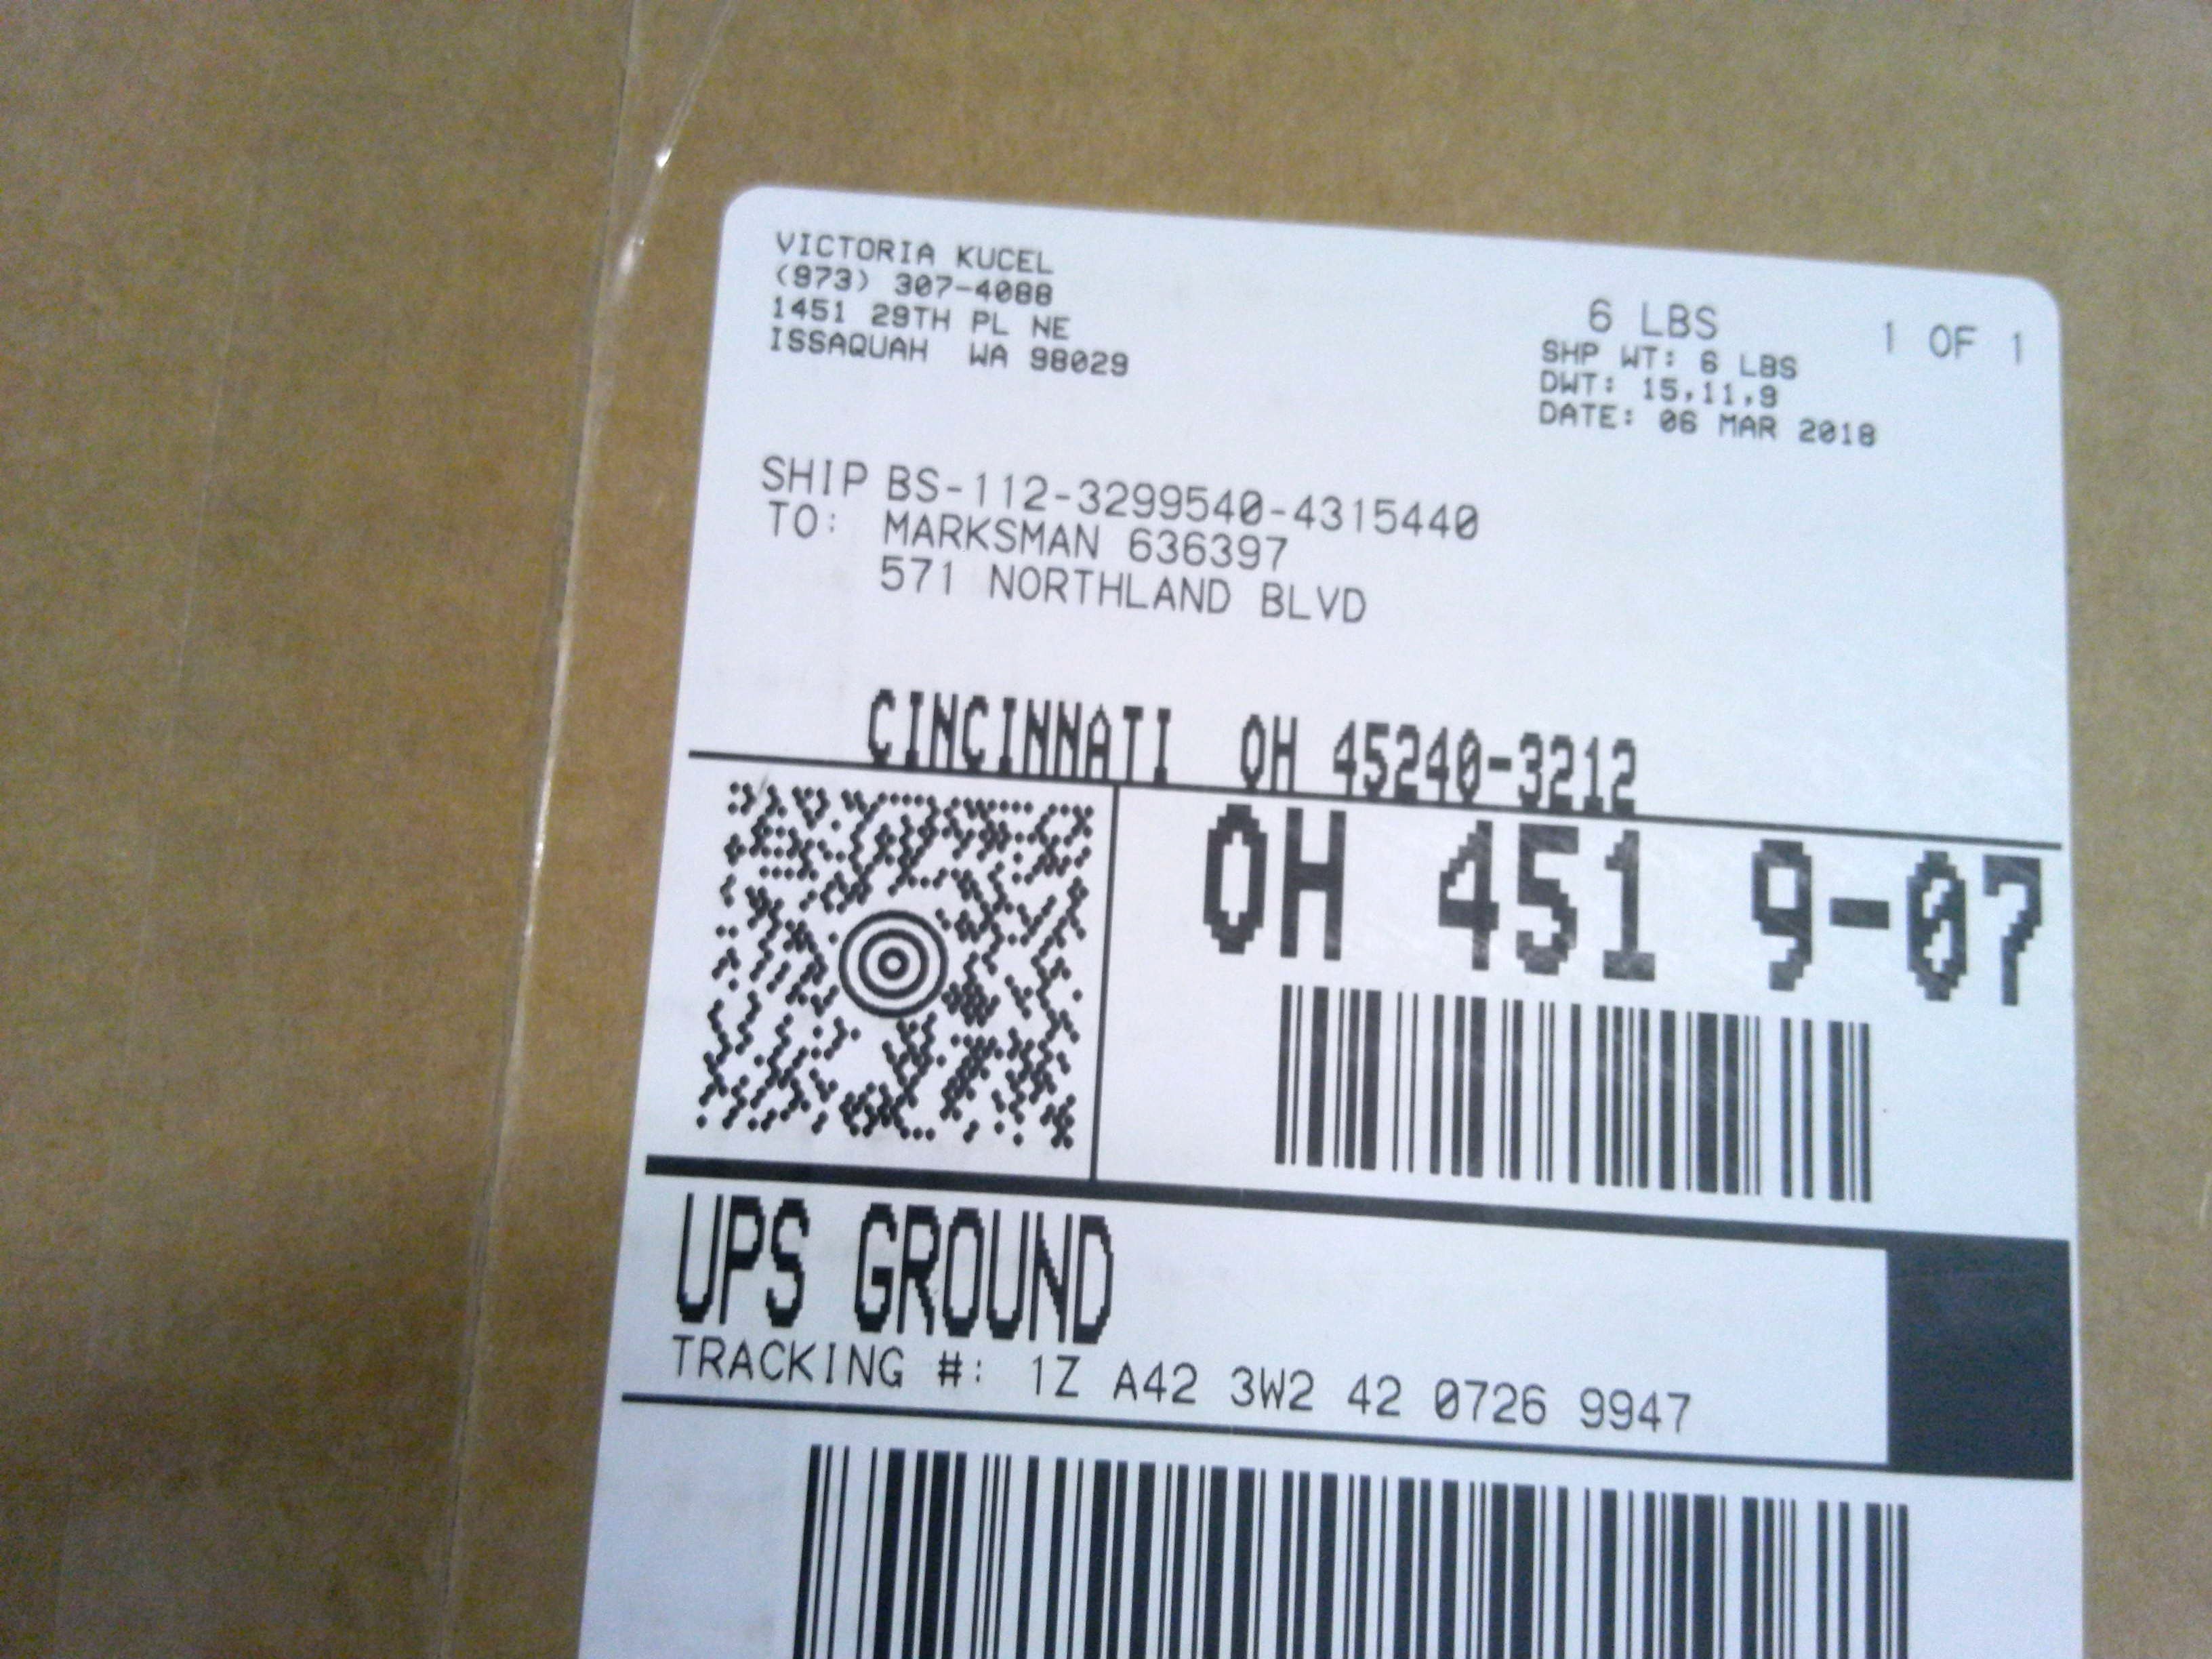 VICTORIA KUCEL
(973) 307-4088
1451 29TH PL NE
ISSAQUAH WA 98029
6 LBS 1 OF 1
SHP WT: 6 LBS
DWT: 15,11,9
DATE: 06 MAR 2018
SHIP BS-112-3299540-4315440
TO: MARKSMAN 636397
571 NORTHLAND BLVD
CINCINNATI OH 45240-3212
OH 451 9-07
UPS GROUND
TRACKING #: 1Z A42 3W2 42 0726 9947